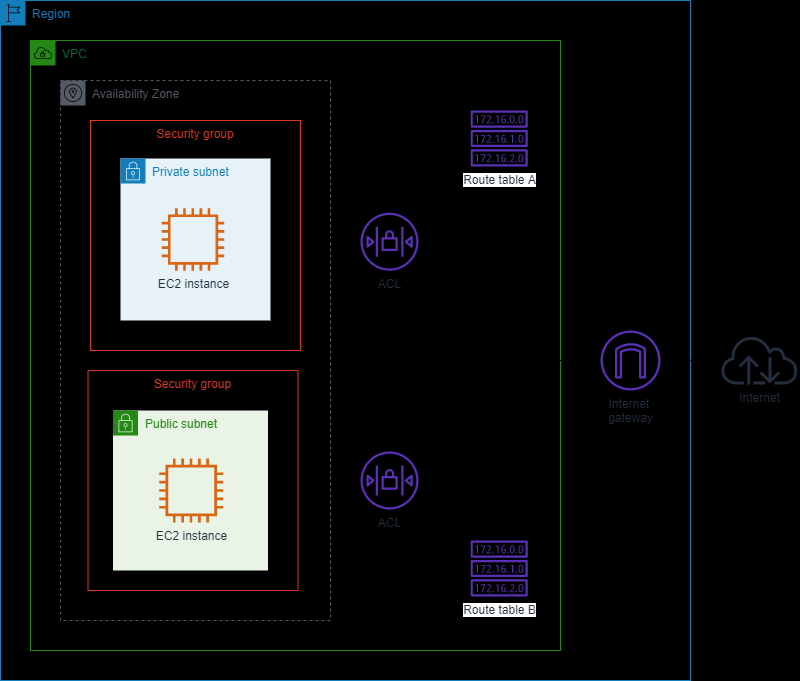 Region
VPC
Availability Zone
Security group
Private subnet
EC2 instance
172.16.0.0
172.16.1.0
172.16.2.0
Route table A
ACL
Security group
Public subnet
EC2 instance
ACL
172.16.0.0
172.16.1.0
172.16.2.0
Route table B
Internet
gateway
Internet